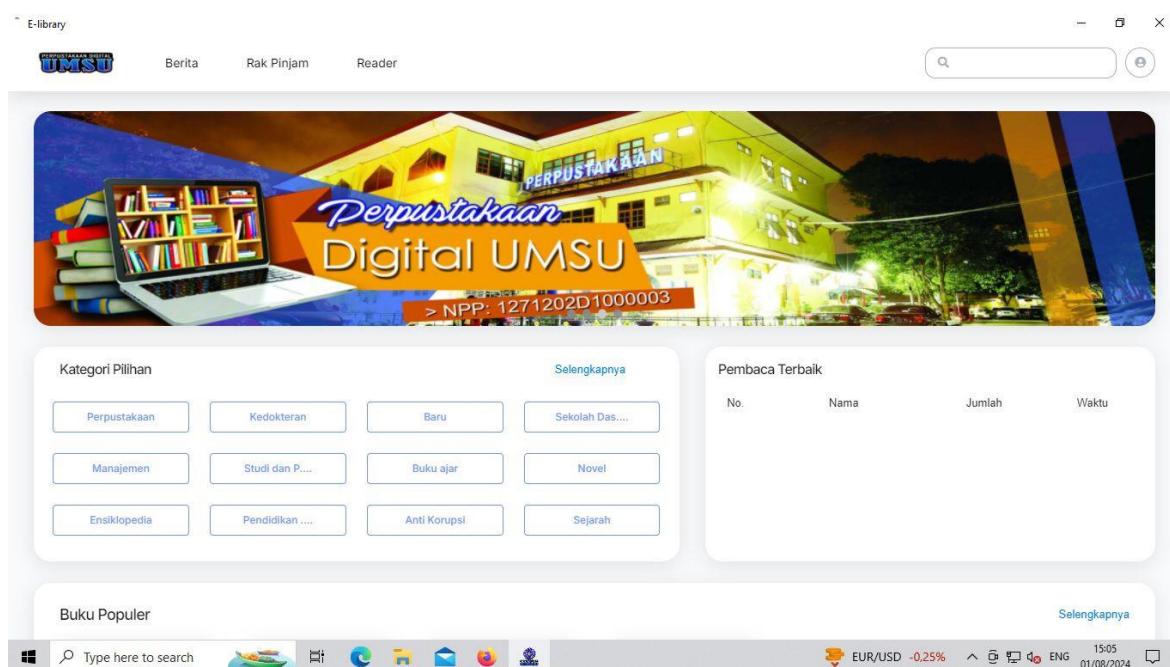 E-library
PERPUSTAKAAN DIGITAL
UMSU
Berita Rak Pinjam Reader
PERPUSTAKAAN
Perpustakaan
Digital UMSU
> NPP: 1271202D1000003
Kategori Pilihan Selengkapnya
Perpustakaan Kedokteran Baru Sekolah Das....
Manajemen Studi dan P.... Buku ajar Novel
Ensiklopedia Pendidikan .... Anti Korupsi Sejarah
Pembaca Terbaik
No. Nama Jumlah Waktu
Buku Populer Selengkapnya
Type here to search EUR/USD -0,25% ENG 15:05
01/08/2024